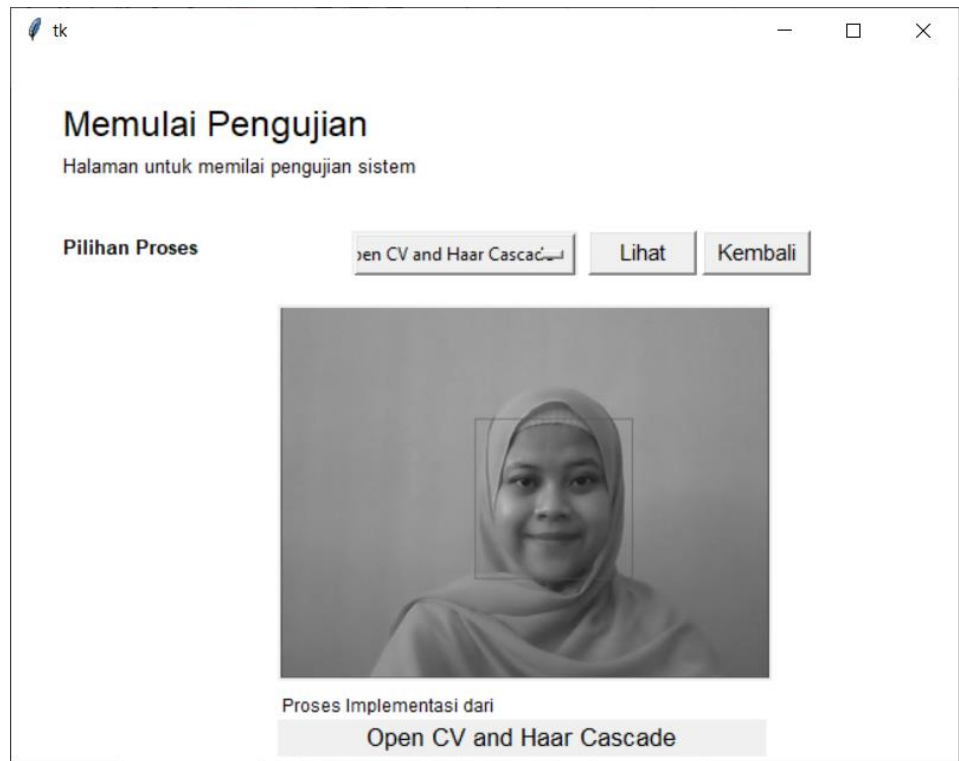 tk
Memulai Pengujian
Halaman untuk memilai pengujian sistem
Pilihan Proses
pen CV and Haar Cascade
Lihat
Kembali
Proses Implementasi dari
Open CV and Haar Cascade